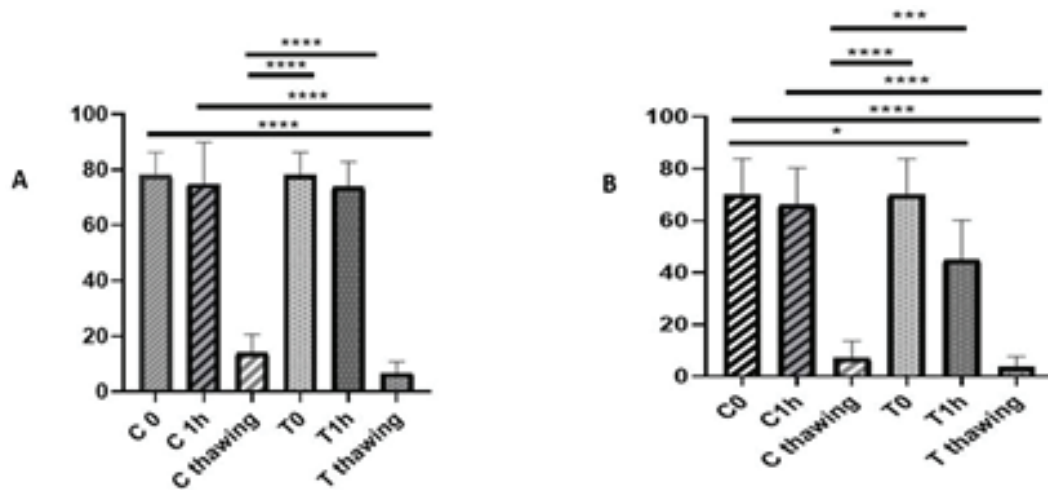 ****
****
****
****
A
100
80
60
40
20
0
C 0
C 1h
C thawing
T0
T1h
T thawing
***
****
****
****
*
B
100
80
60
40
20
0
C0
C1h
C thawing
T0
T1h
T thawing